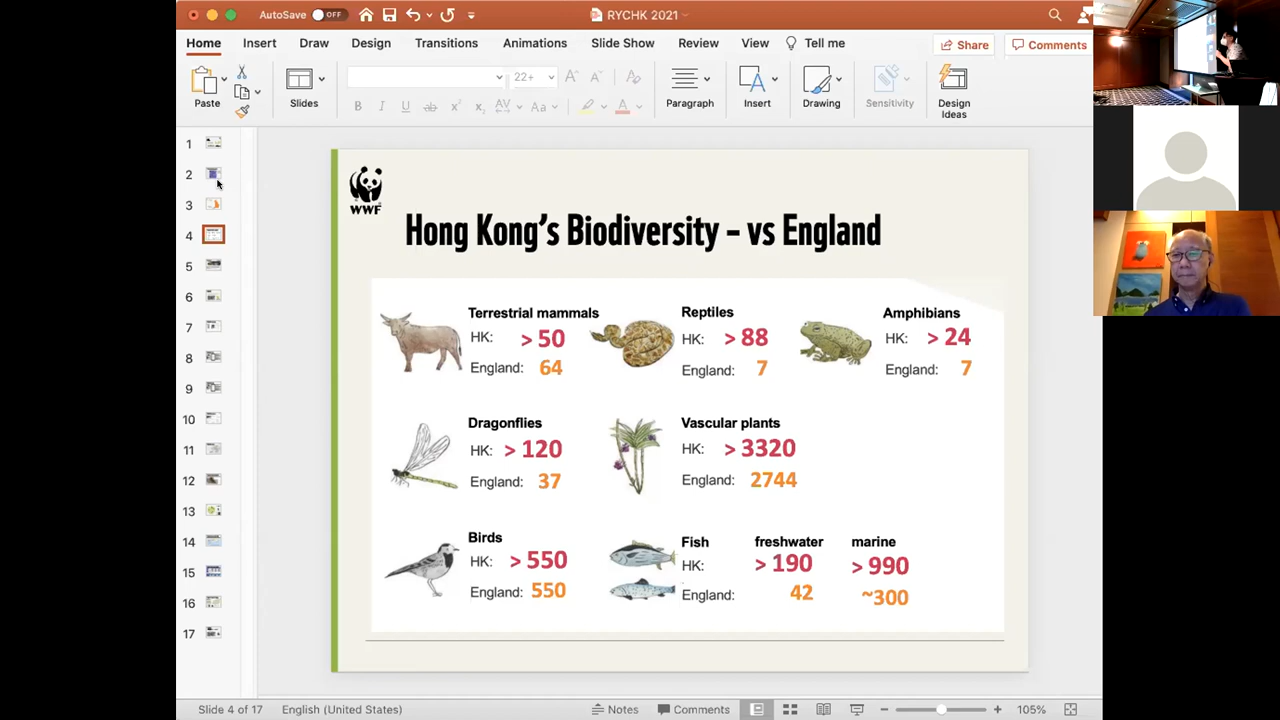 AutoSave OFF
RYCHK 2021
Home Insert Draw Design Transitions Animations Slide Show Review View Tell me Share Comments
22+
Paste Slides B I U ab x² x₂ AV Aa A Paragraph Insert Drawing Sensitivity Design Ideas
1
2
3
4
5
6
7
8
9
10
11
12
13
14
15
16
17
WWF
Hong Kong's Biodiversity – vs England
Terrestrial mammals
HK: > 50
England: 64
Reptiles
HK: > 88
England: 7
Amphibians
HK: > 24
England: 7
Dragonflies
HK: > 120
England: 37
Vascular plants
HK: > 3320
England: 2744
Birds
HK: > 550
England: 550
Fish freshwater marine
HK: > 190 > 990
England: 42 ~300
Slide 4 of 17 English (United States) Notes Comments 105%